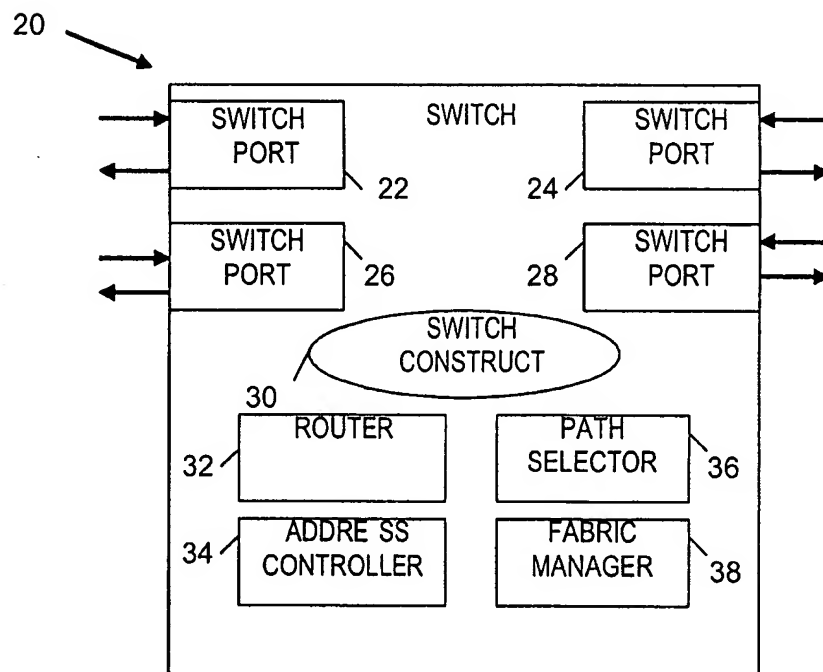 20
SWITCH
PORT
SWITCH
SWITCH
PORT
22
24
SWITCH
PORT
SWITCH
PORT
26
28
SWITCH
CONSTRUCT
30
ROUTER
PATH
SELECTOR
32
36
ADDRE SS
CONTROLLER
FABRIC
MANAGER
34
38